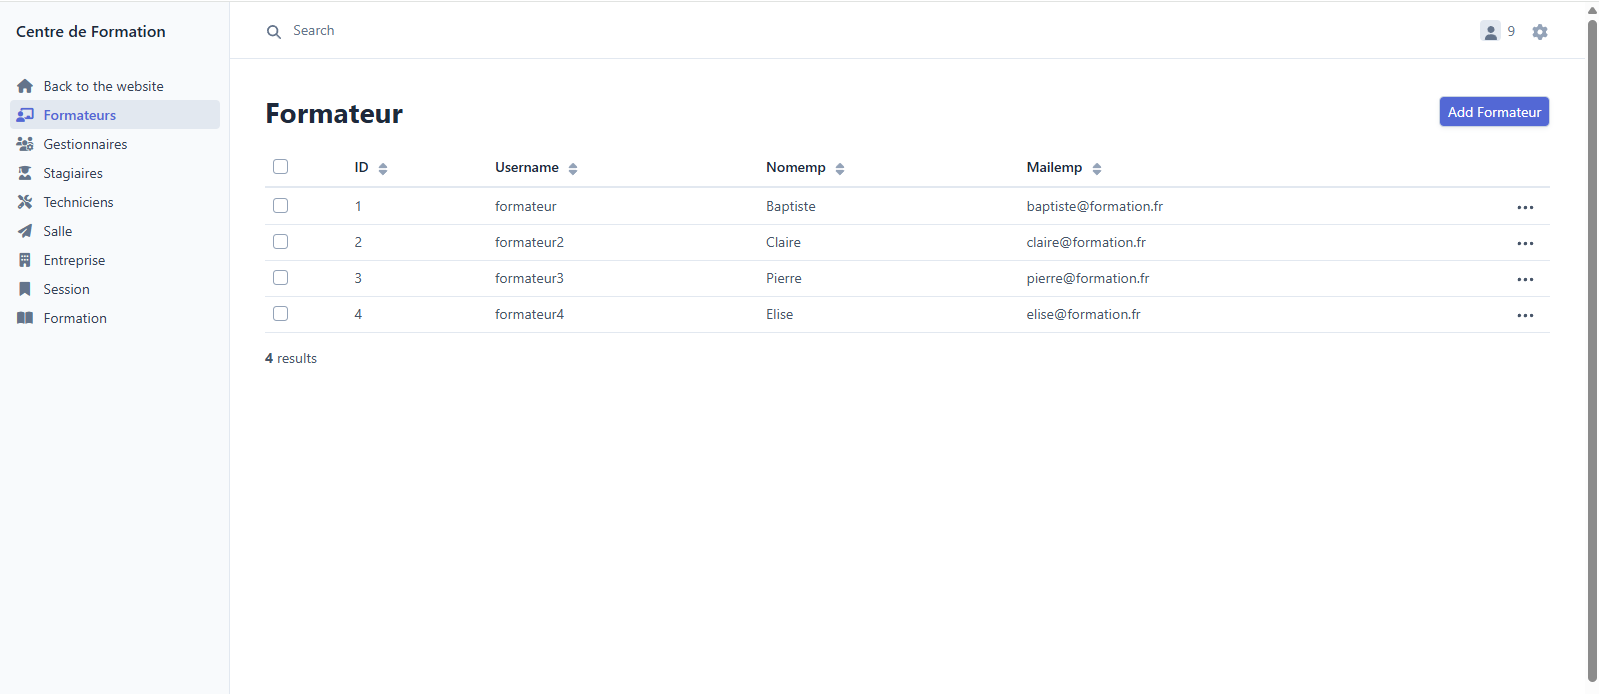 Centre de Formation
Search
9
Back to the website
Formateurs
Gestionnaires
Stagiaires
Techniciens
Salle
Entreprise
Session
Formation
Formateur
Add Formateur
ID Username Nomemp Mailemp
1 formateur Baptiste baptiste@formation.fr
2 formateur2 Claire claire@formation.fr
3 formateur3 Pierre pierre@formation.fr
4 formateur4 Elise elise@formation.fr
4 results